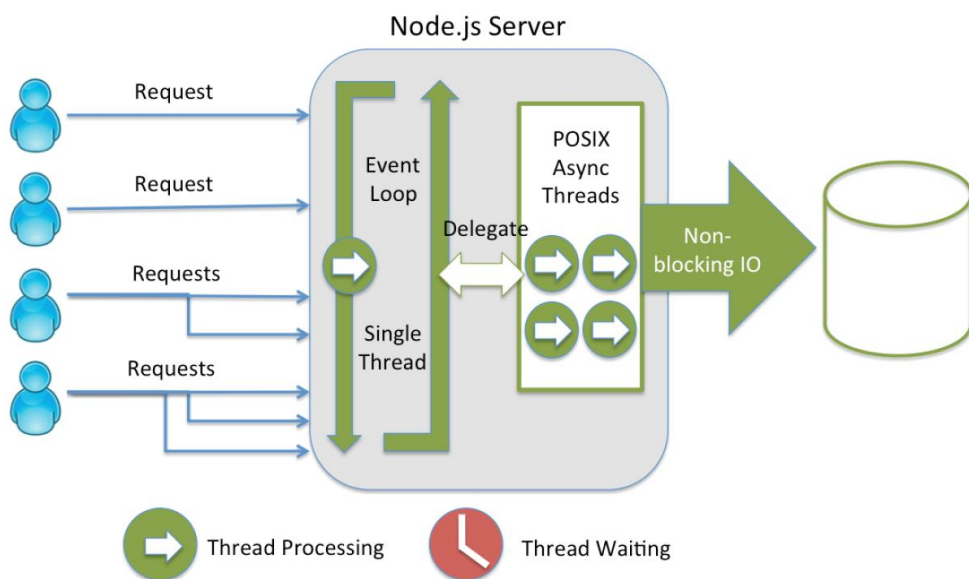 Node.js Server
Request
Request
Requests
Requests
Event
Loop
Single
Thread
Delegate
POSIX
Async
Threads
Non-
blocking IO
Thread Processing
Thread Waiting